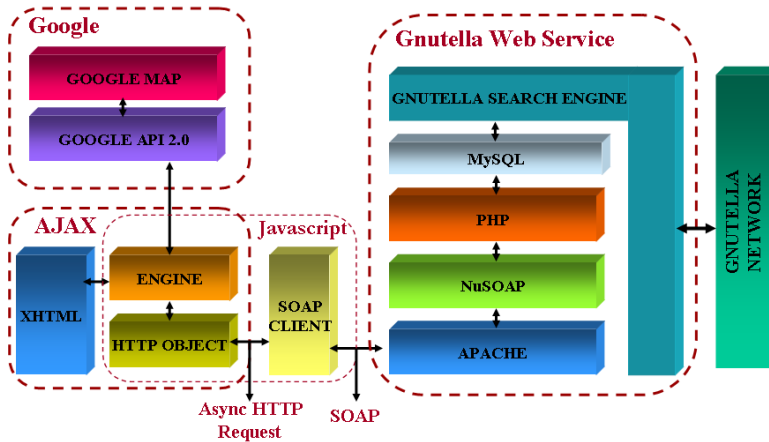 Google
GOOGLE MAP
GOOGLE API 2.0
AJAX
Javascript
XHTML
ENGINE
HTTP OBJECT
SOAP
CLIENT
Async HTTP
Request
SOAP
Gnutella Web Service
GNUTELLA SEARCH ENGINE
MySQL
PHP
NuSOAP
APACHE
GNUTELLA
NETWORK